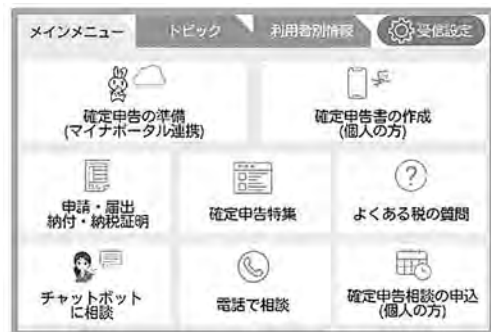 メインメニュー
トピック
利用者別情報
受信設定
確定申告の準備
(マイナポータル連携)
確定申告書の作成
(個人の方)
申請・届出
納付・納税証明
確定申告特集
よくある税の質問
チャットボット
に相談
電話で相談
確定申告相談の申込
(個人の方)